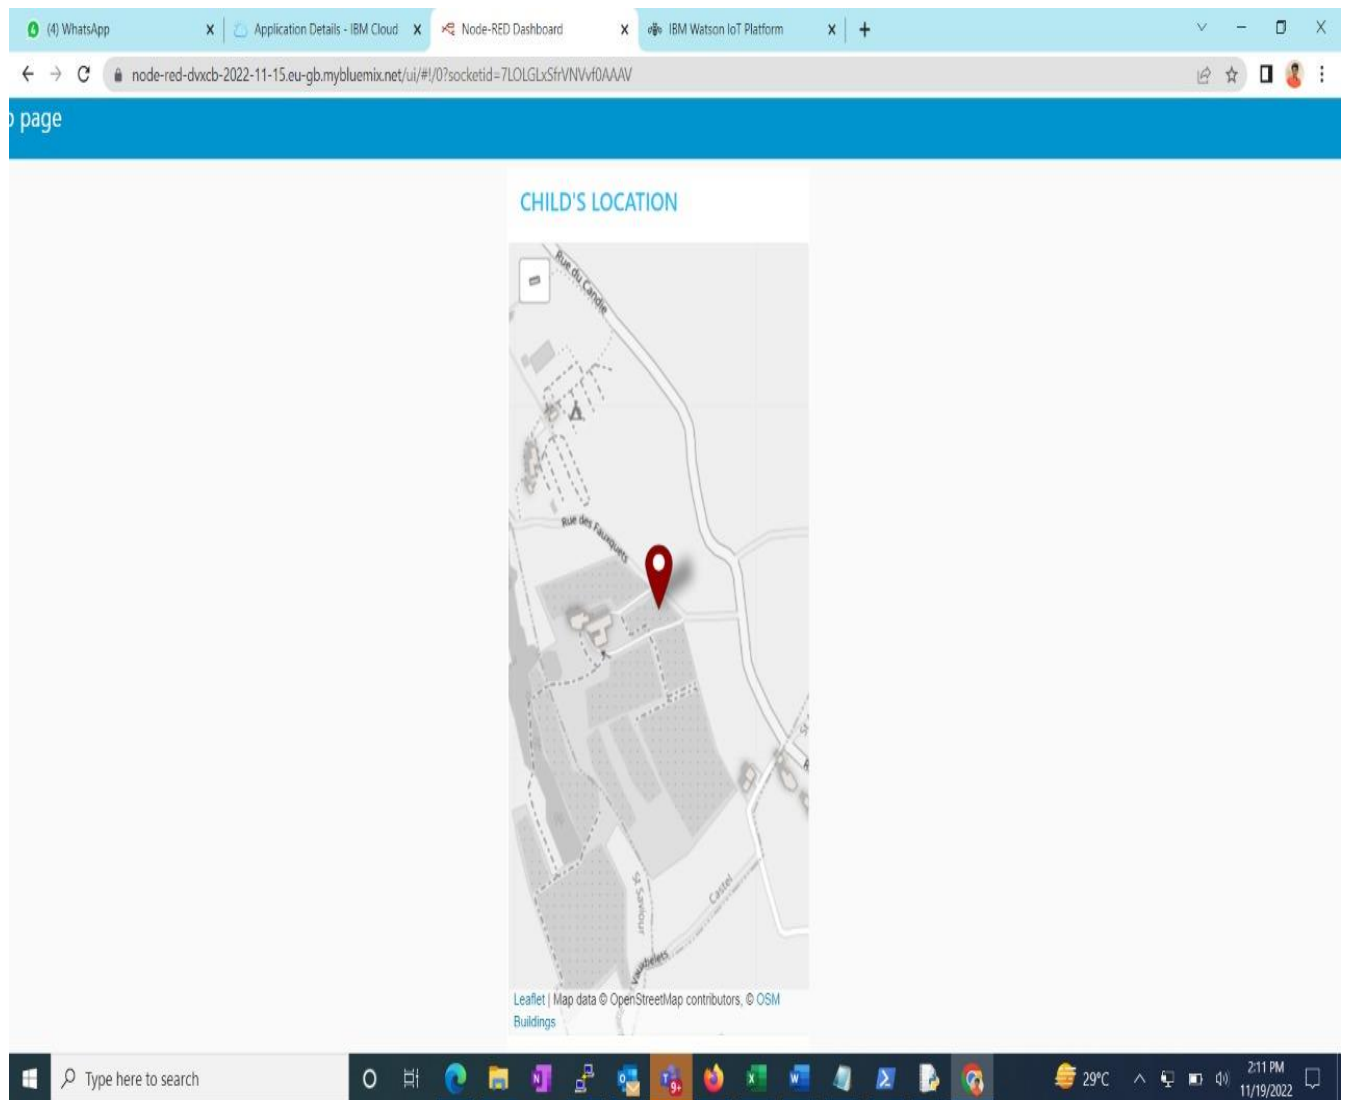 (4) WhatsApp
Application Details - IBM Cloud
Node-RED Dashboard
IBM Watson IoT Platform
node-red-dvxcb-2022-11-15.eu-gb.mybluemix.net/ui/#!/0?socketid=7LOLGLxSfrVNVvf0AAAV
page
CHILD'S LOCATION
Rue du Candie
Rue des Fauxquets
St Saviour
Castel
Vauxbelets
Leaflet | Map data © OpenStreetMap contributors, © OSM
Buildings
Type here to search
9+
29°C
2:11 PM
11/19/2022